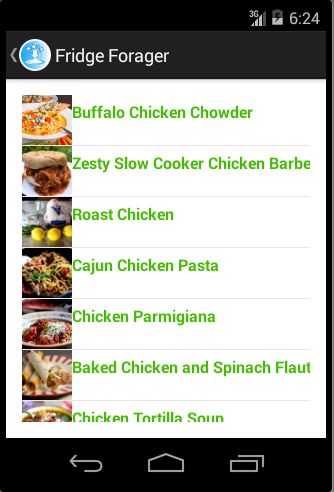 3G 6:24
Fridge Forager
Buffalo Chicken Chowder
Zesty Slow Cooker Chicken Barbe
Roast Chicken
Cajun Chicken Pasta
Chicken Parmigiana
Baked Chicken and Spinach Flaut
Chicken Tortilla Soup